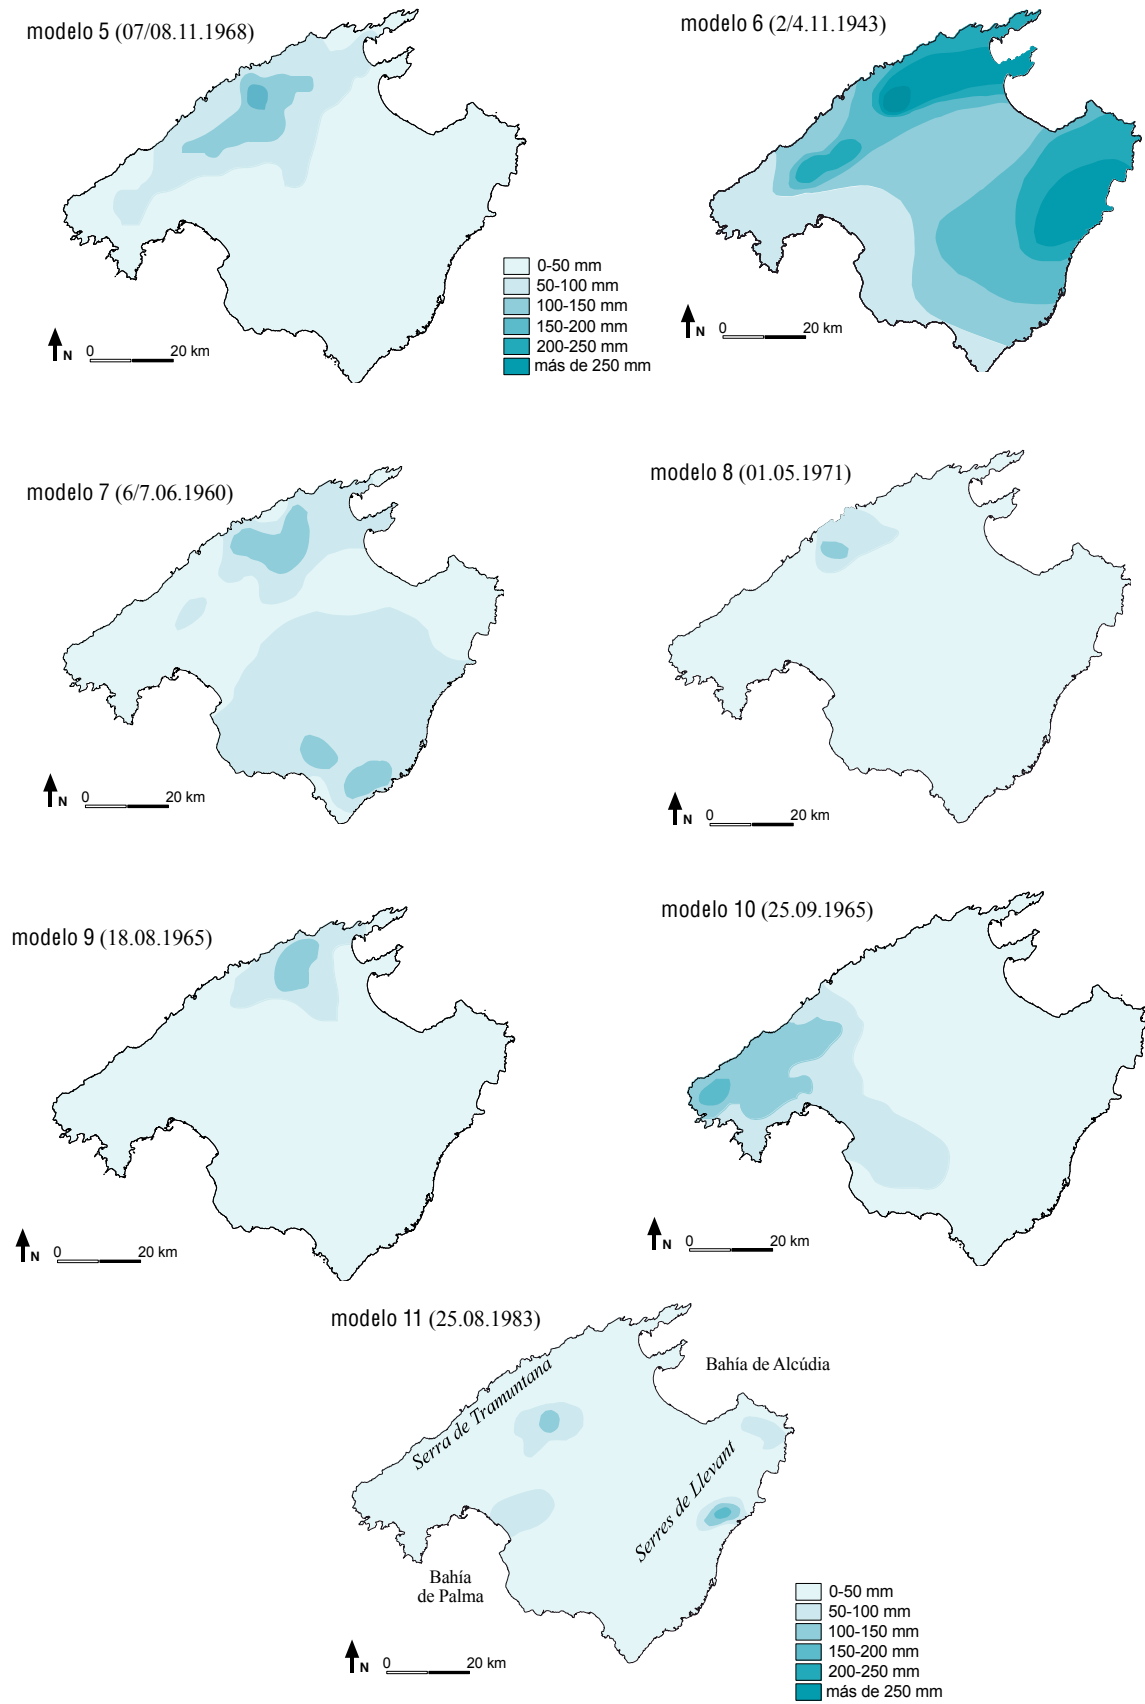 modelo 5 (07/08.11.1968)
modelo 6 (2/4.11.1943)
0-50 mm
50-100 mm
100-150 mm
150-200 mm
200-250 mm
más de 250 mm
N
0 20 km
N
0 20 km
modelo 7 (6/7.06.1960)
modelo 8 (01.05.1971)
N
0 20 km
N
0 20 km
modelo 9 (18.08.1965)
modelo 10 (25.09.1965)
N
0 20 km
N
0 20 km
modelo 11 (25.08.1983)
Bahía de Alcúdia
Serra de Tramuntana
Serres de Llevant
Bahía
de Palma
N
0 20 km
0-50 mm
50-100 mm
100-150 mm
150-200 mm
200-250 mm
más de 250 mm